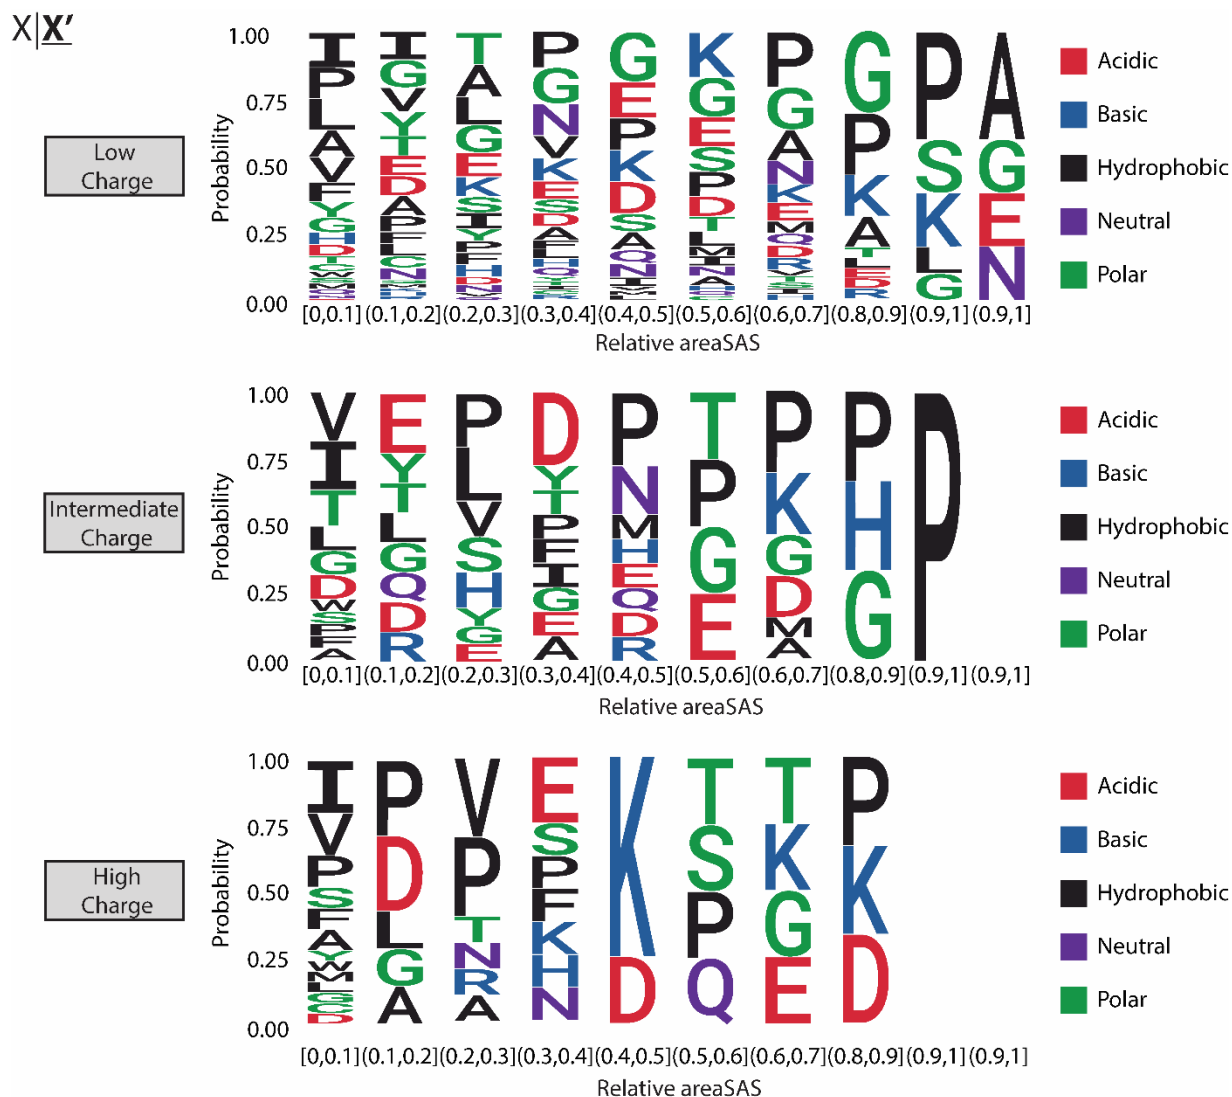 X|X′
1.00
0.75
0.50
0.25
0.00
Probability
Low
Charge
I P L A V F Y G H D T
I G V Y T E D A P F L C N
T A L G E K S I Y P F H D N
P G N V K E S D A L H Q
G E P K D S A Q N
K G E S P D T L M I N A
P G A N K E M Q D R
G P K A T L E D R
P S K L G
A G E N
[0,0.1](0.1,0.2](0.2,0.3](0.3,0.4](0.4,0.5](0.5,0.6](0.6,0.7](0.8,0.9](0.9,1](0.9,1]
Relative areaSAS
Acidic
Basic
Hydrophobic
Neutral
Polar
1.00
0.75
0.50
0.25
0.00
Probability
Intermediate
Charge
V I T L G D W S P F A
E Y T L G Q D R
P L V S H Y G E
D Y T P F I G E A
P N M H E Q D R
T P G E
P K G D M A
P H G
P
[0,0.1](0.1,0.2](0.2,0.3](0.3,0.4](0.4,0.5](0.5,0.6](0.6,0.7](0.8,0.9](0.9,1](0.9,1]
Relative areaSAS
Acidic
Basic
Hydrophobic
Neutral
Polar
1.00
0.75
0.50
0.25
0.00
Probability
High
Charge
I V P S F A Y W M L G C D
P D L G A
V P T N R A
E S P F K H N
K D
T S P Q
T K G E
P K D
[0,0.1](0.1,0.2](0.2,0.3](0.3,0.4](0.4,0.5](0.5,0.6](0.6,0.7](0.8,0.9](0.9,1](0.9,1]
Relative areaSAS
Acidic
Basic
Hydrophobic
Neutral
Polar